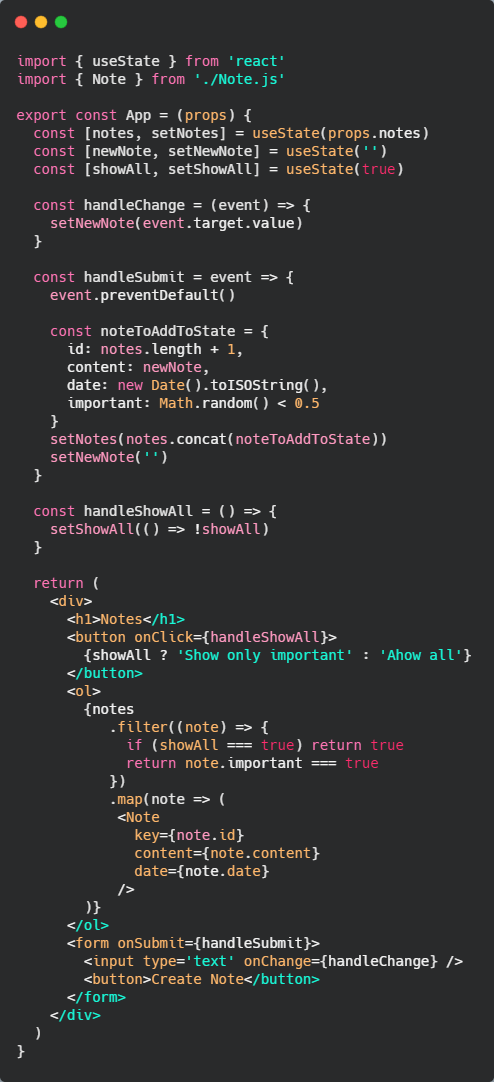 import { useState } from 'react'
import { Note } from './Note.js'

export const App = (props) {
  const [notes, setNotes] = useState(props.notes)
  const [newNote, setNewNote] = useState('')
  const [showAll, setShowAll] = useState(true)

  const handleChange = (event) => {
    setNewNote(event.target.value)
  }

  const handleSubmit = event => {
    event.preventDefault()

    const noteToAddToState = {
      id: notes.length + 1,
      content: newNote,
      date: new Date().toISOString(),
      important: Math.random() < 0.5
    }
    setNotes(notes.concat(noteToAddToState))
    setNewNote('')
  }

  const handleShowAll = () => {
    setShowAll(() => !showAll)
  }

  return (
    <div>
      <h1>Notes</h1>
      <button onClick={handleShowAll}>
        {showAll ? 'Show only important' : 'Ahow all'}
      </button>
      <ol>
        {notes
           .filter((note) => {
             if (showAll === true) return true
             return note.important === true
           })
           .map(note => (
            <Note
              key={note.id}
              content={note.content}
              date={note.date}
            />
        ))}
      </ol>
      <form onSubmit={handleSubmit}>
        <input type='text' onChange={handleChange} />
        <button>Create Note</button>
      </form>
    </div>
  )
}